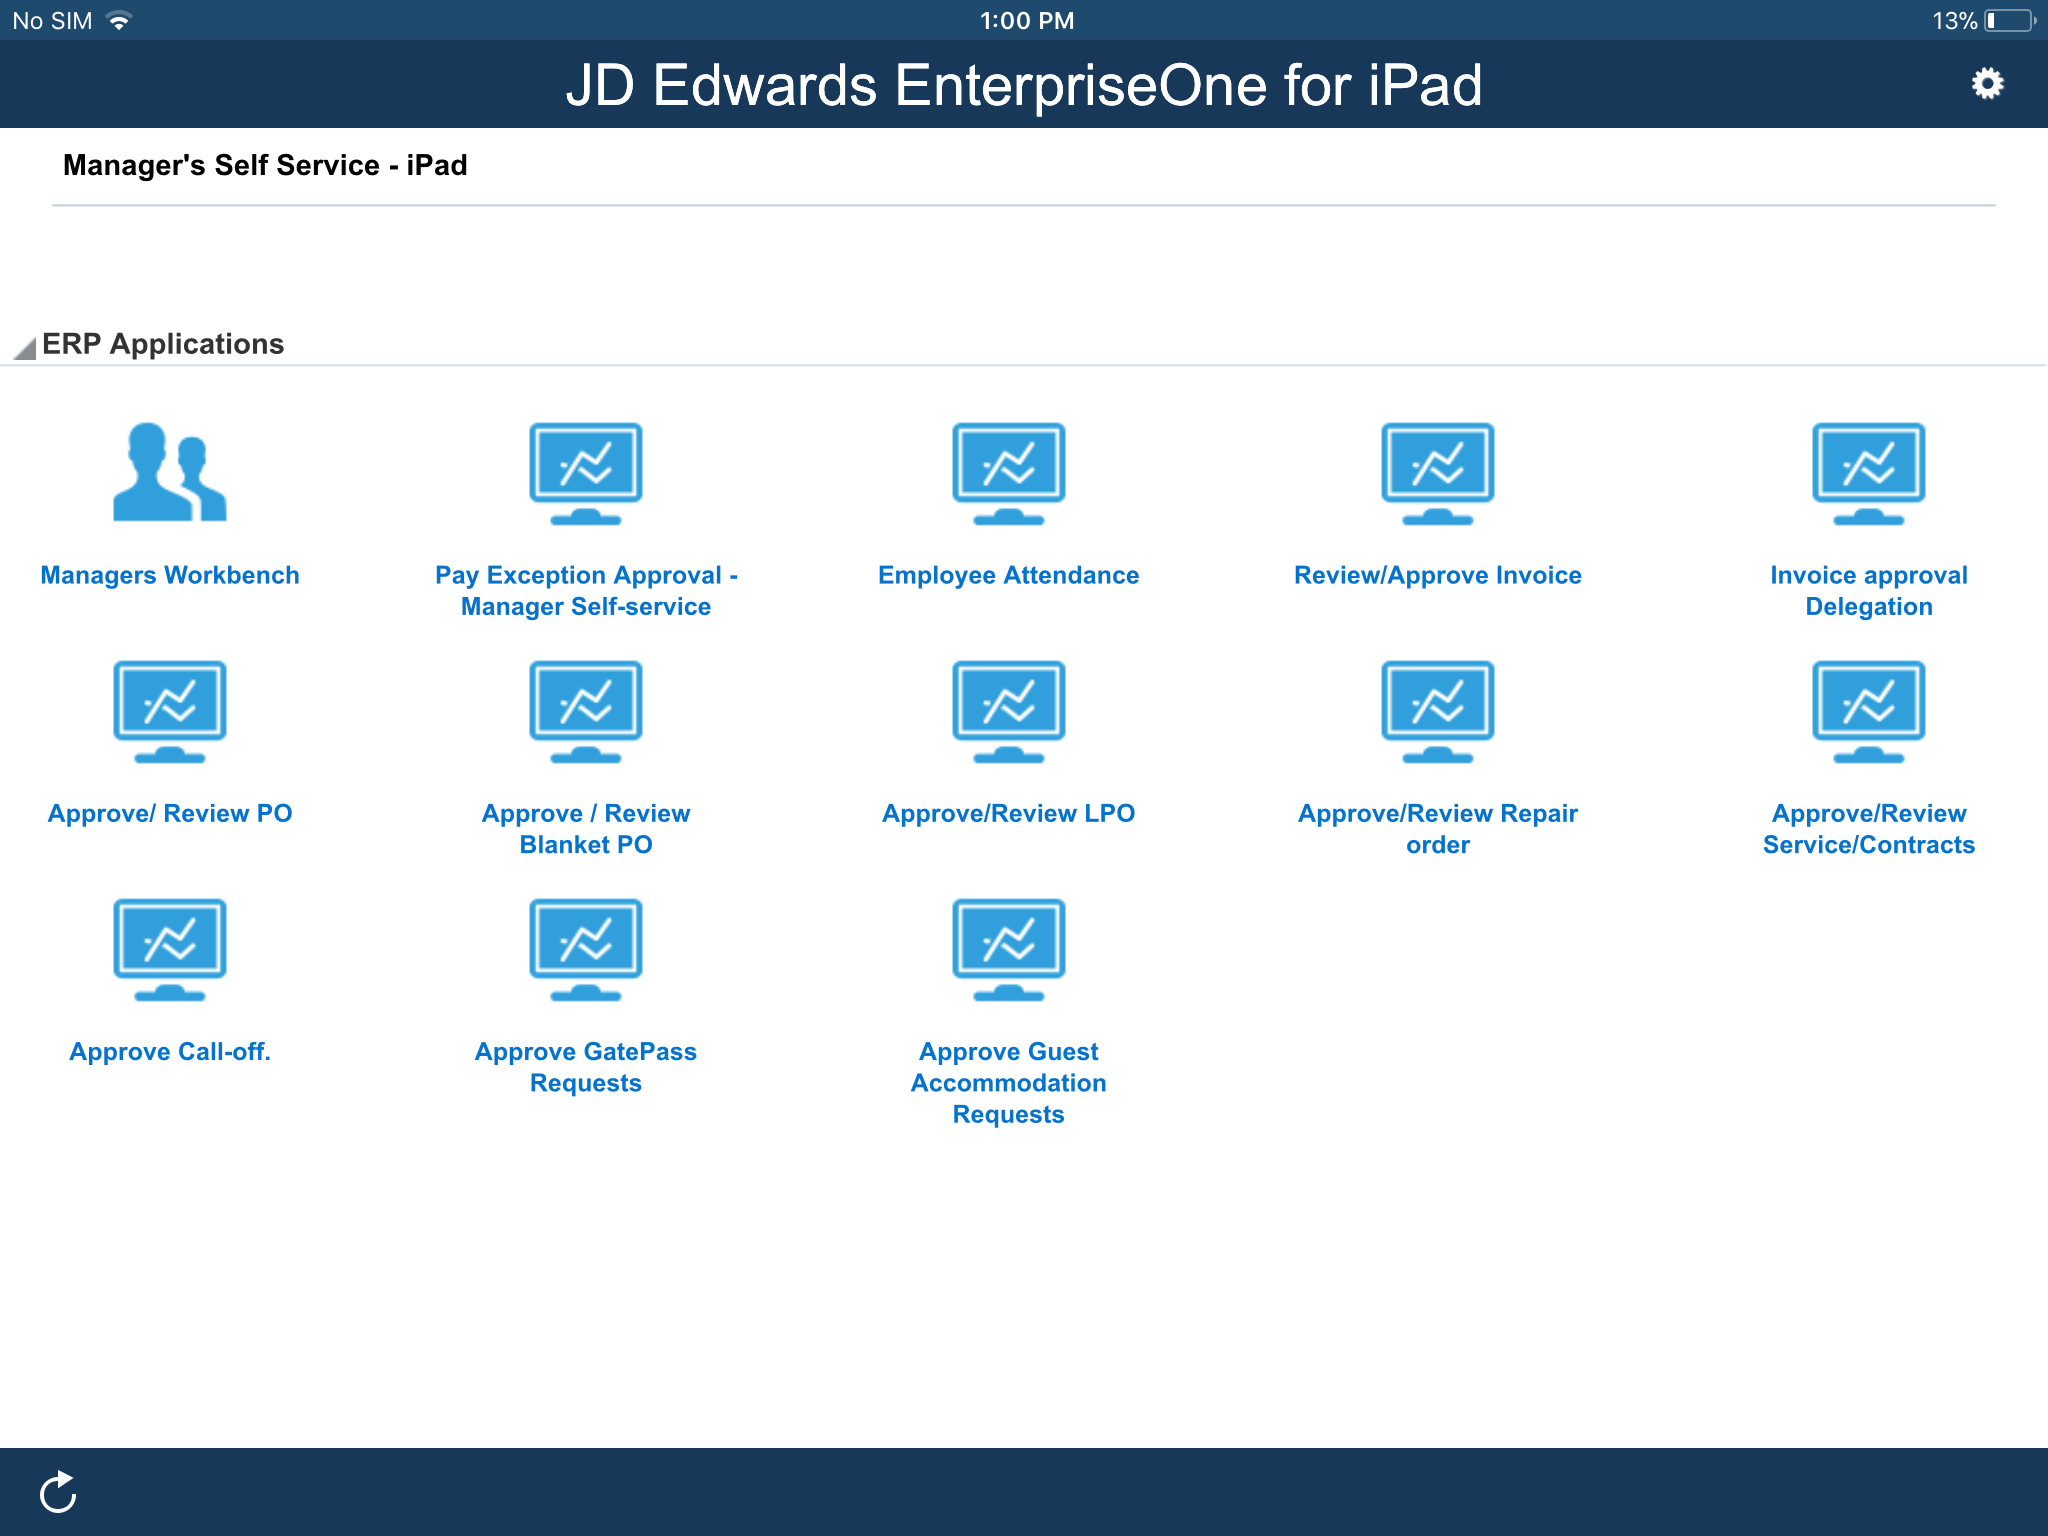 No SIM
1:00 PM
13%
JD Edwards EnterpriseOne for iPad
Manager's Self Service - iPad
ERP Applications
Managers Workbench
Pay Exception Approval -
Manager Self-service
Employee Attendance
Review/Approve Invoice
Invoice approval
Delegation
Approve/ Review PO
Approve / Review
Blanket PO
Approve/Review LPO
Approve/Review Repair
order
Approve/Review
Service/Contracts
Approve Call-off.
Approve GatePass
Requests
Approve Guest
Accommodation
Requests